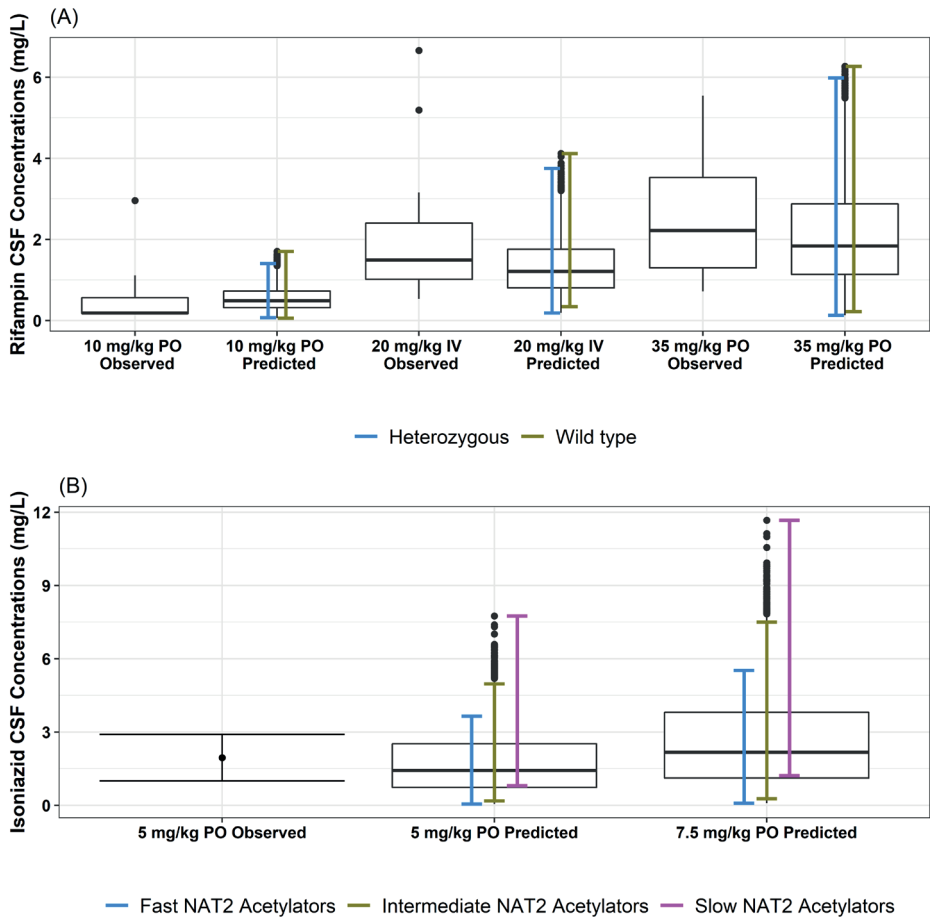 (A)
Rifampin CSF Concentrations (mg/L)
6
4
2
0
10 mg/kg PO
Observed
10 mg/kg PO
Predicted
20 mg/kg IV
Observed
20 mg/kg IV
Predicted
35 mg/kg PO
Observed
35 mg/kg PO
Predicted
Heterozygous
Wild type
(B)
Isoniazid CSF Concentrations (mg/L)
12
9
6
3
0
5 mg/kg PO Observed
5 mg/kg PO Predicted
7.5 mg/kg PO Predicted
Fast NAT2 Acetylators
Intermediate NAT2 Acetylators
Slow NAT2 Acetylators